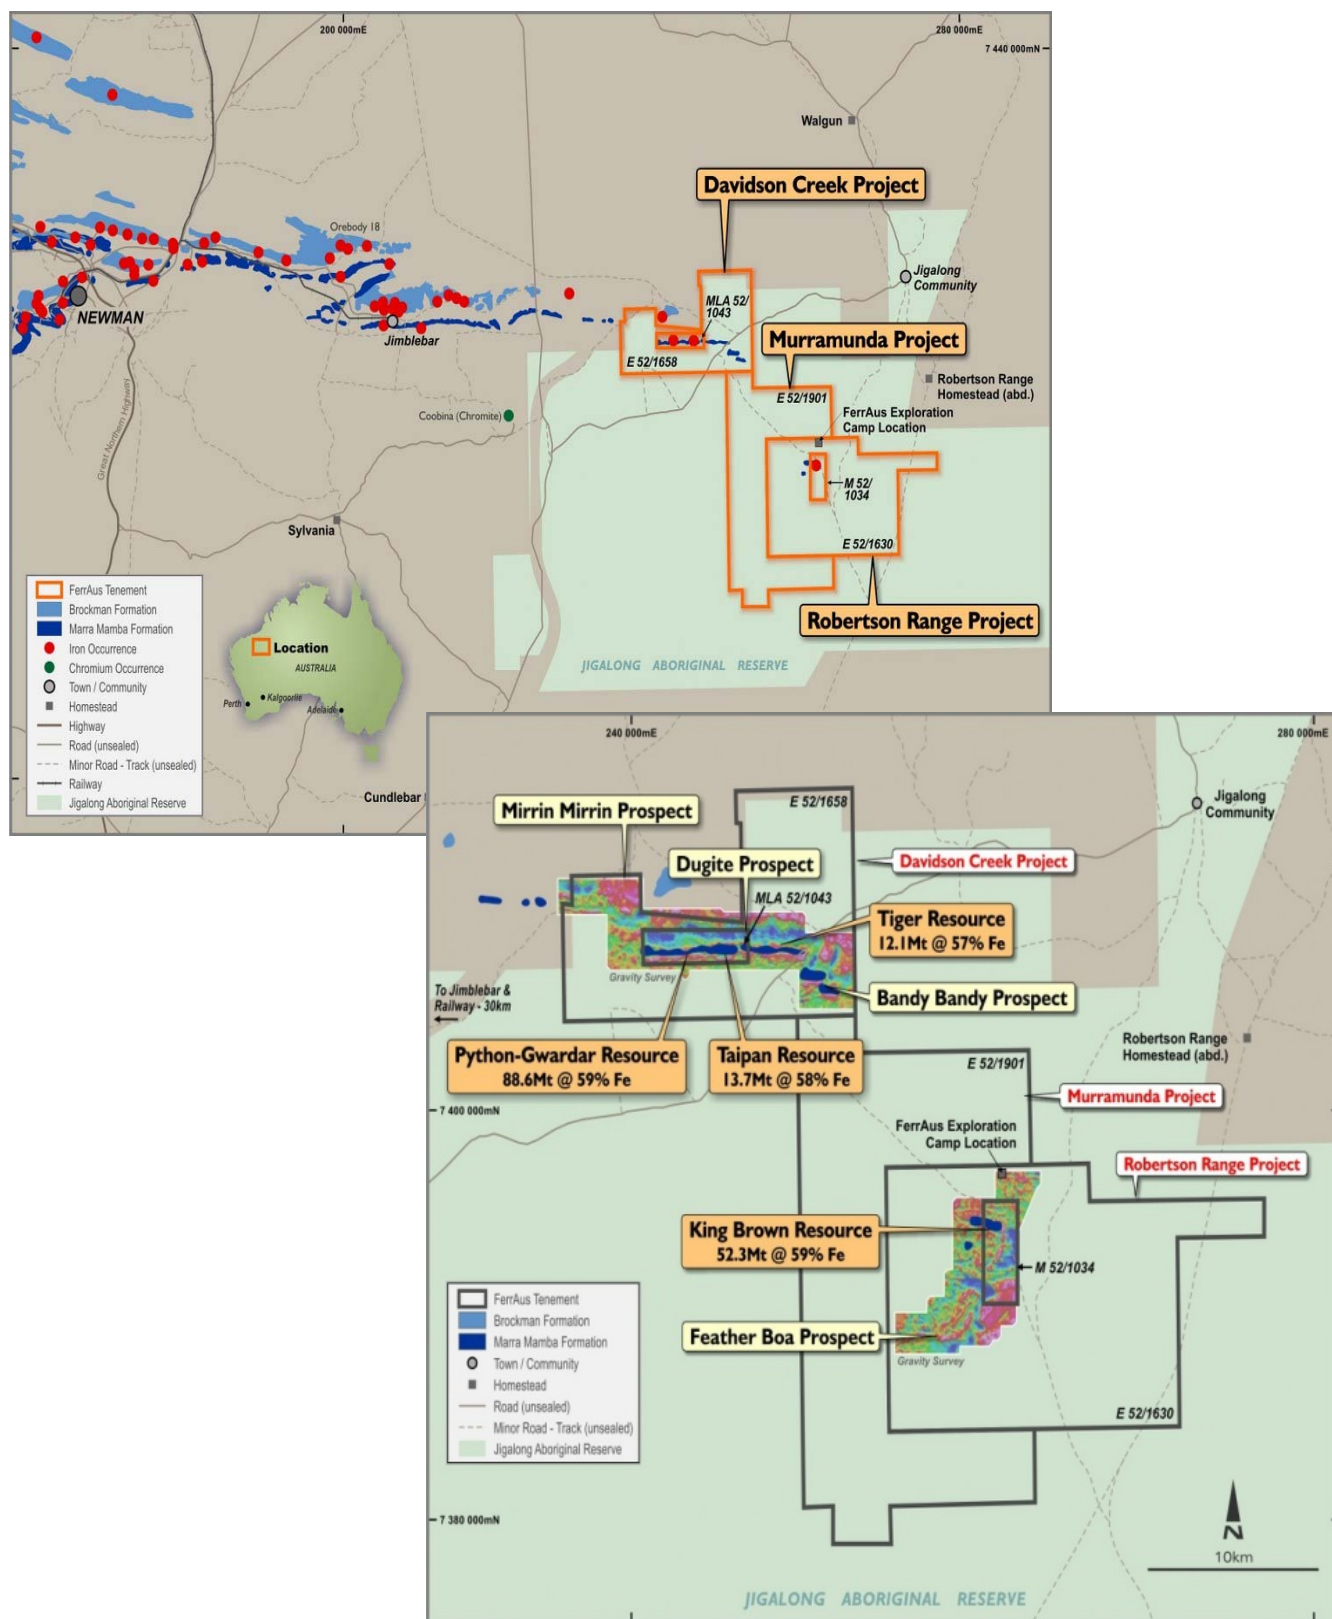 200 000mE
280 000mE
7 440 000mN
Walgun
Davidson Creek Project
Orebody 18
Jigalong
Community
MLA 52/
1043
NEWMAN
Jimblebar
Murramunda Project
E 52/1658
Robertson Range
Homestead (abd.)
E 52/1901
Coobina (Chromite)
FerrAus Exploration
Camp Location
Great Northern Highway
M 52/
1034
Sylvania
E 52/1630
Robertson Range Project
JIGALONG ABORIGINAL RESERVE
FerrAus Tenement
Brockman Formation
Marra Mamba Formation
Iron Occurrence
Chromium Occurrence
Town / Community
Homestead
Highway
Road (unsealed)
Minor Road - Track (unsealed)
Railway
Jigalong Aboriginal Reserve
Location
AUSTRALIA
Perth
Kalgoorlie
Adelaide
Cundlebar
240 000mE
280 000mE
E 52/1658
Jigalong
Community
Mirrin Mirrin Prospect
Dugite Prospect
Davidson Creek Project
MLA 52/1043
Tiger Resource
12.1Mt @ 57% Fe
Gravity Survey
To Jimblebar &
Railway - 30km
Bandy Bandy Prospect
Python-Gwardar Resource
88.6Mt @ 59% Fe
Taipan Resource
13.7Mt @ 58% Fe
Robertson Range
Homestead (abd.)
E 52/1901
Murramunda Project
7 400 000mN
FerrAus Exploration
Camp Location
Robertson Range Project
King Brown Resource
52.3Mt @ 59% Fe
M 52/1034
Feather Boa Prospect
Gravity Survey
E 52/1630
FerrAus Tenement
Brockman Formation
Marra Mamba Formation
Town / Community
Homestead
Road (unsealed)
Minor Road - Track (unsealed)
Jigalong Aboriginal Reserve
7 380 000mN
N
10km
JIGALONG ABORIGINAL RESERVE